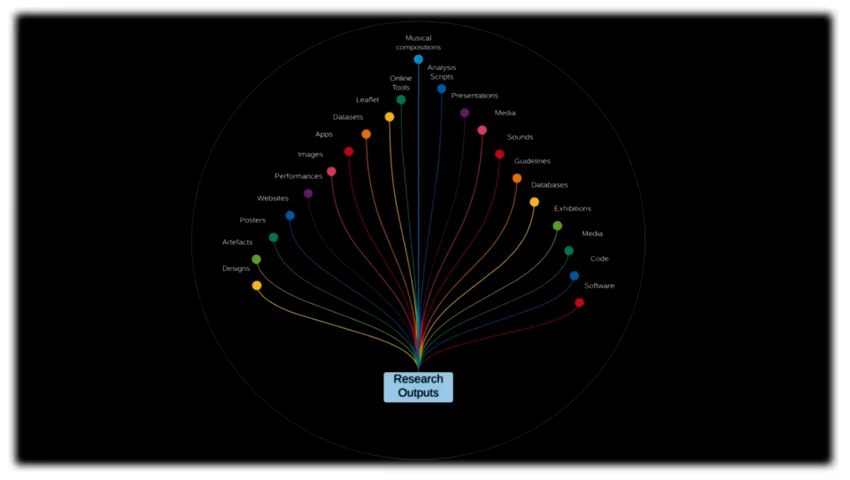 Musical
compositions
Analysis
Scripts
Online
Tools
Presentations
Leaflet
Media
Datasets
Apps
Sounds
Images
Guidelines
Performances
Databases
Websites
Exhibitions
Posters
Media
Artefacts
Code
Designs
Software
Research
Outputs